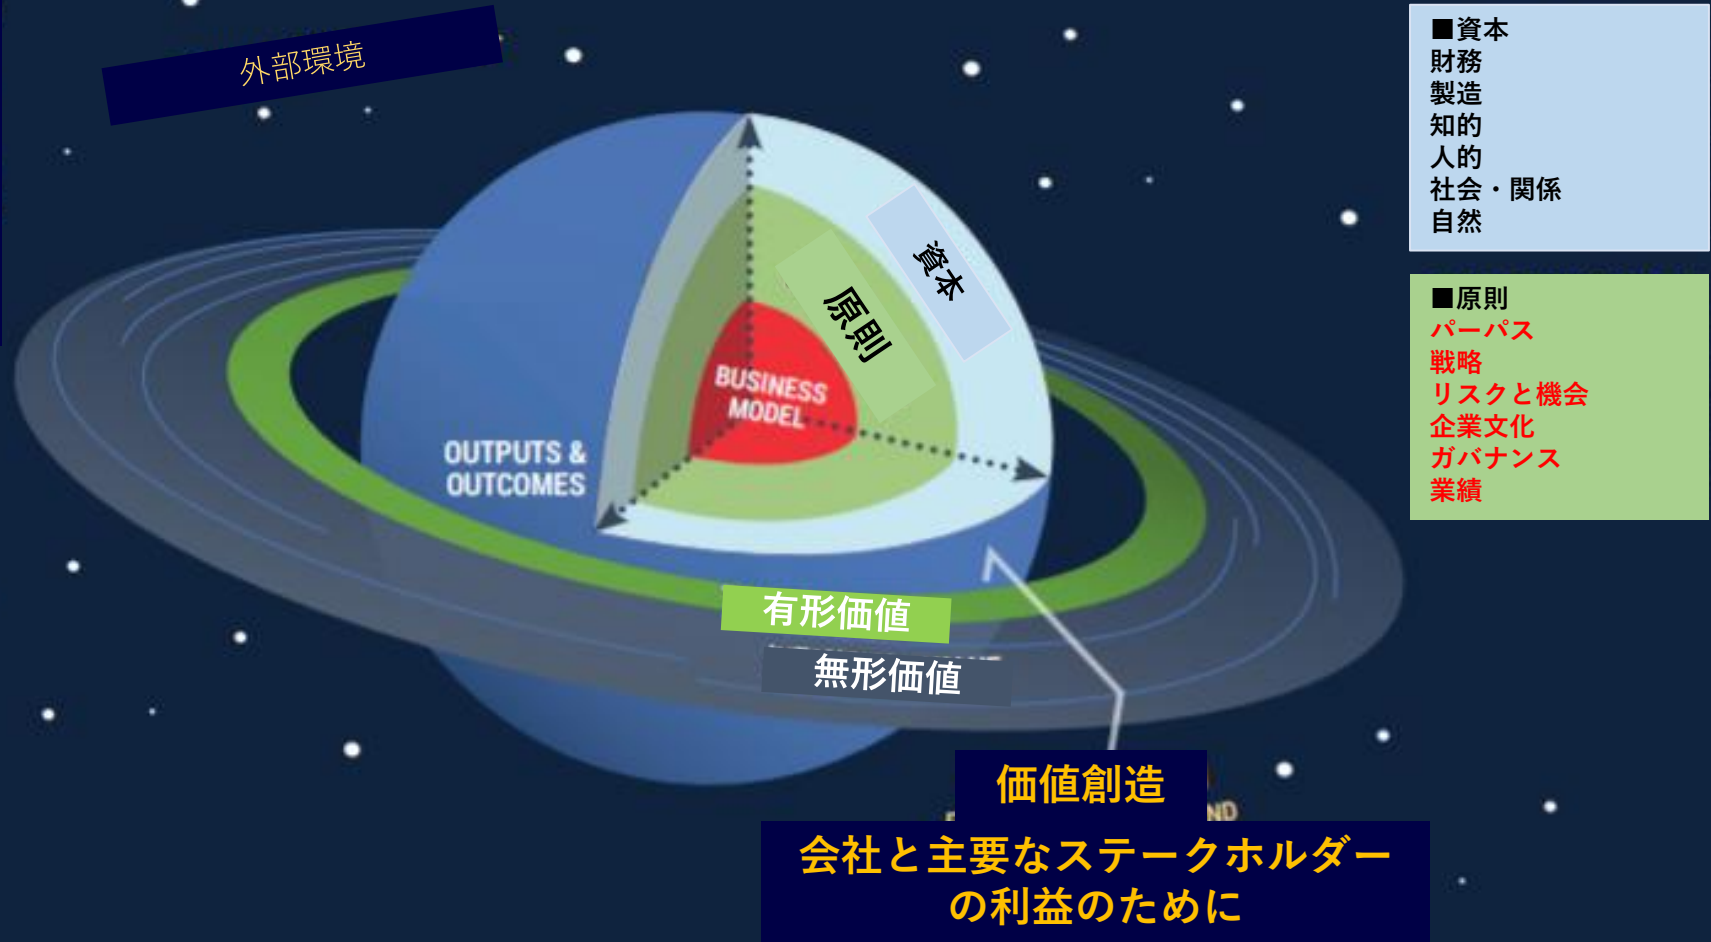 外部環境
■資本
財務
製造
知的
人的
社会・関係
自然
■原則
パーパス
戦略
リスクと機会
企業文化
ガバナンス
業績
資本
原則
BUSINESS
MODEL
OUTPUTS &
OUTCOMES
有形価値
無形価値
価値創造
会社と主要なステークホルダー
の利益のために